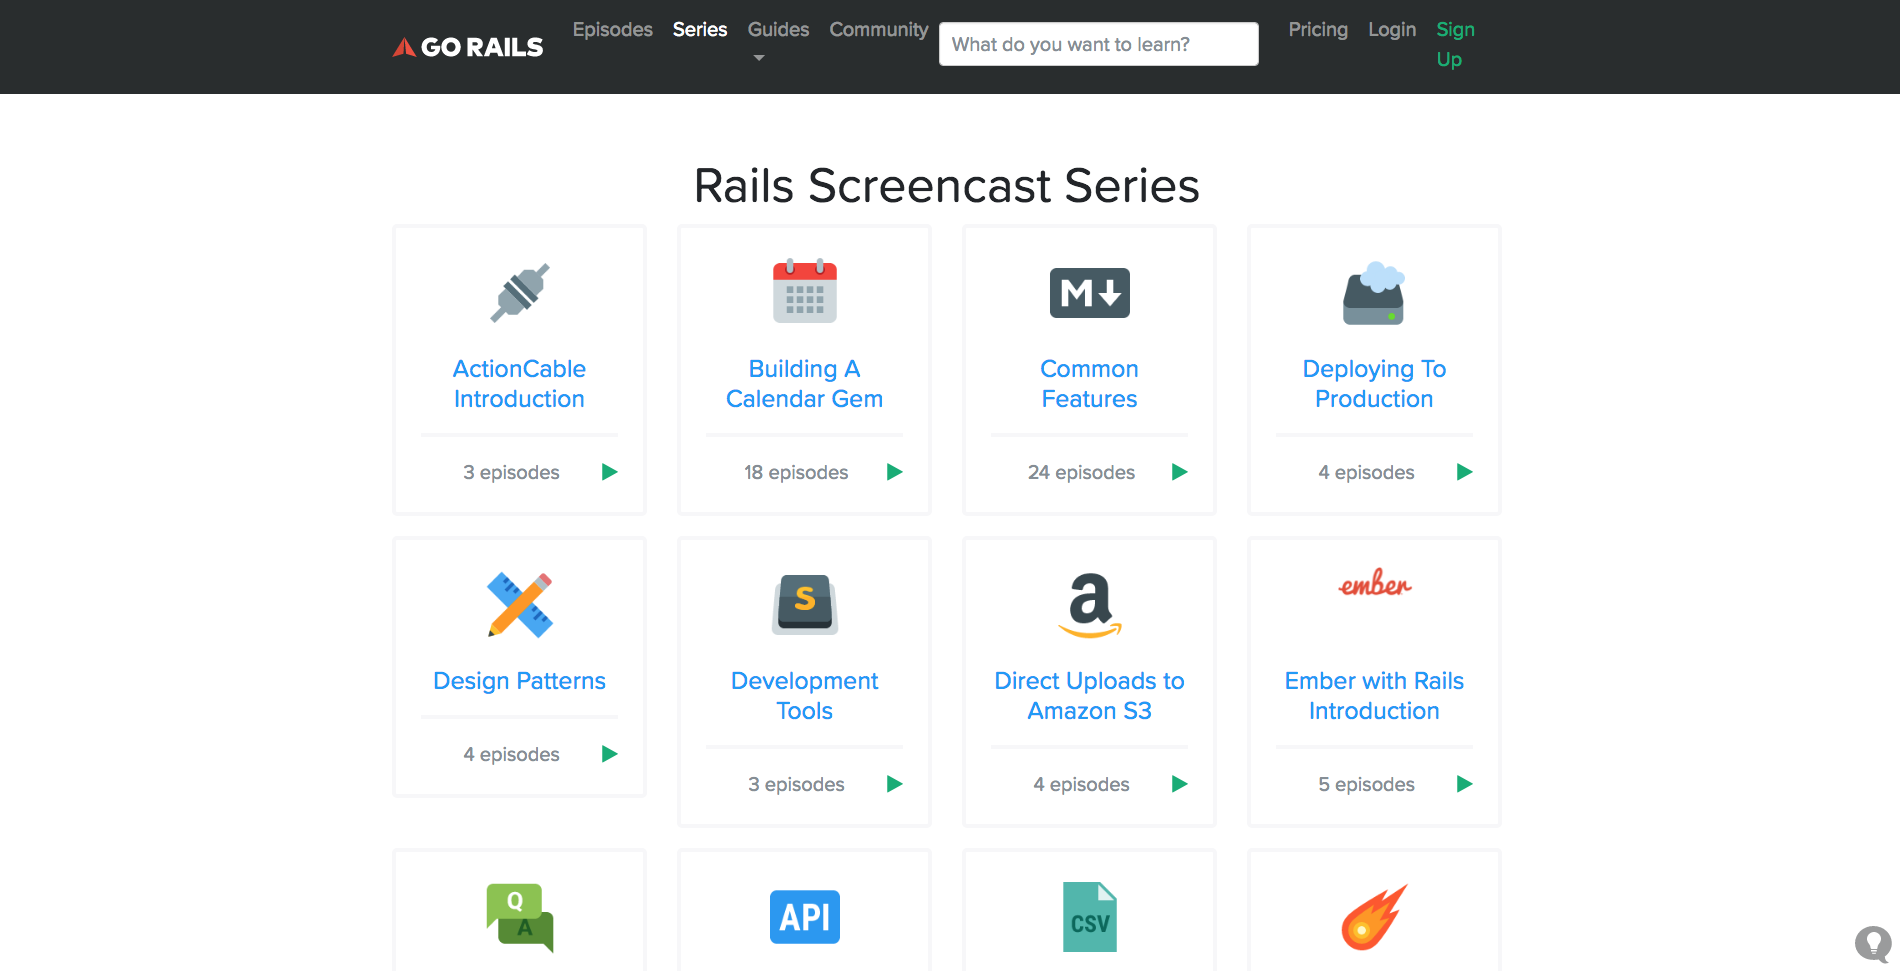 GO RAILS
Episodes
Series
Guides
Community
What do you want to learn?
Pricing
Login
Sign
Up
Rails Screencast Series
ActionCable
Introduction
3 episodes
Building A
Calendar Gem
18 episodes
M
Common
Features
24 episodes
Deploying To
Production
4 episodes
Design Patterns
4 episodes
S
Development
Tools
3 episodes
a
Direct Uploads to
Amazon S3
4 episodes
ember
Ember with Rails
Introduction
5 episodes
Q
A
API
CSV